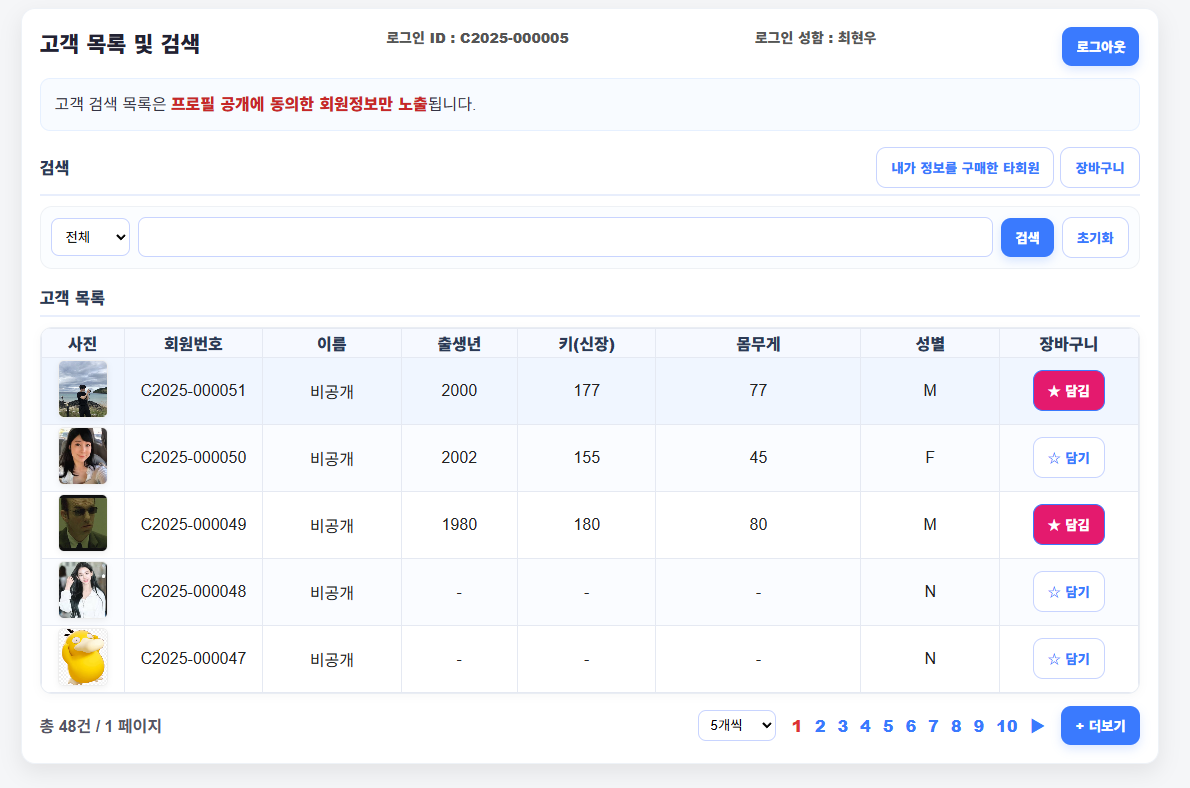 고객 목록 및 검색 로그인 ID : C2025-000005 로그인 성함 : 최현우 로그아웃
고객 검색 목록은 프로필 공개에 동의한 회원정보만 노출됩니다.
검색 내가 정보를 구매한 타회원 장바구니
전체 검색 초기화
고객 목록
사진 회원번호 이름 출생년 키(신장) 몸무게 성별 장바구니
C2025-000051 비공개 2000 177 77 M ★ 담김
C2025-000050 비공개 2002 155 45 F ☆ 담기
C2025-000049 비공개 1980 180 80 M ★ 담김
C2025-000048 비공개 - - - N ☆ 담기
C2025-000047 비공개 - - - N ☆ 담기
총 48건 / 1 페이지 5개씩 1 2 3 4 5 6 7 8 9 10 ▶ + 더보기